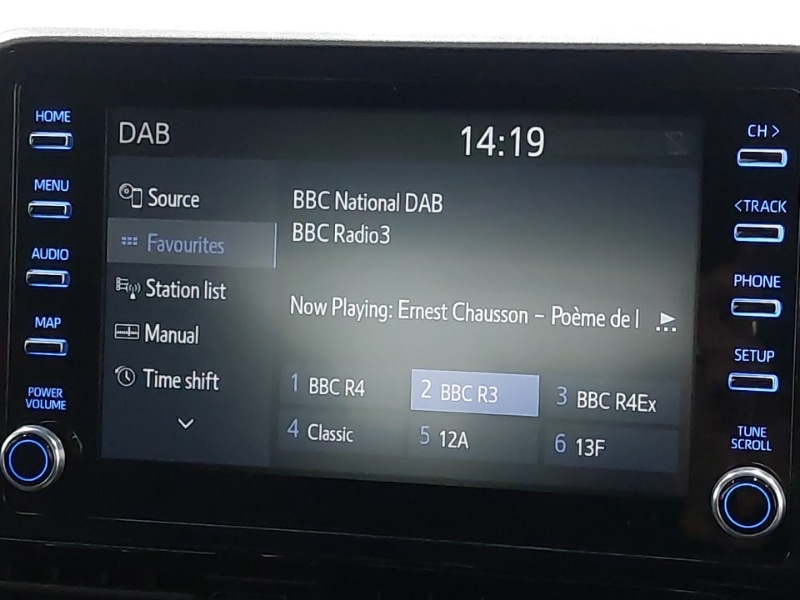 HOME
MENU
AUDIO
MAP
POWER
VOLUME
DAB
14:19
Source
Favourites
Station list
Manual
Time shift
BBC National DAB
BBC Radio3
Now Playing: Ernest Chausson – Poème de l
1 BBC R4
2 BBC R3
3 BBC R4Ex
4 Classic
5 12A
6 13F
CH >
<TRACK
PHONE
SETUP
TUNE
SCROLL